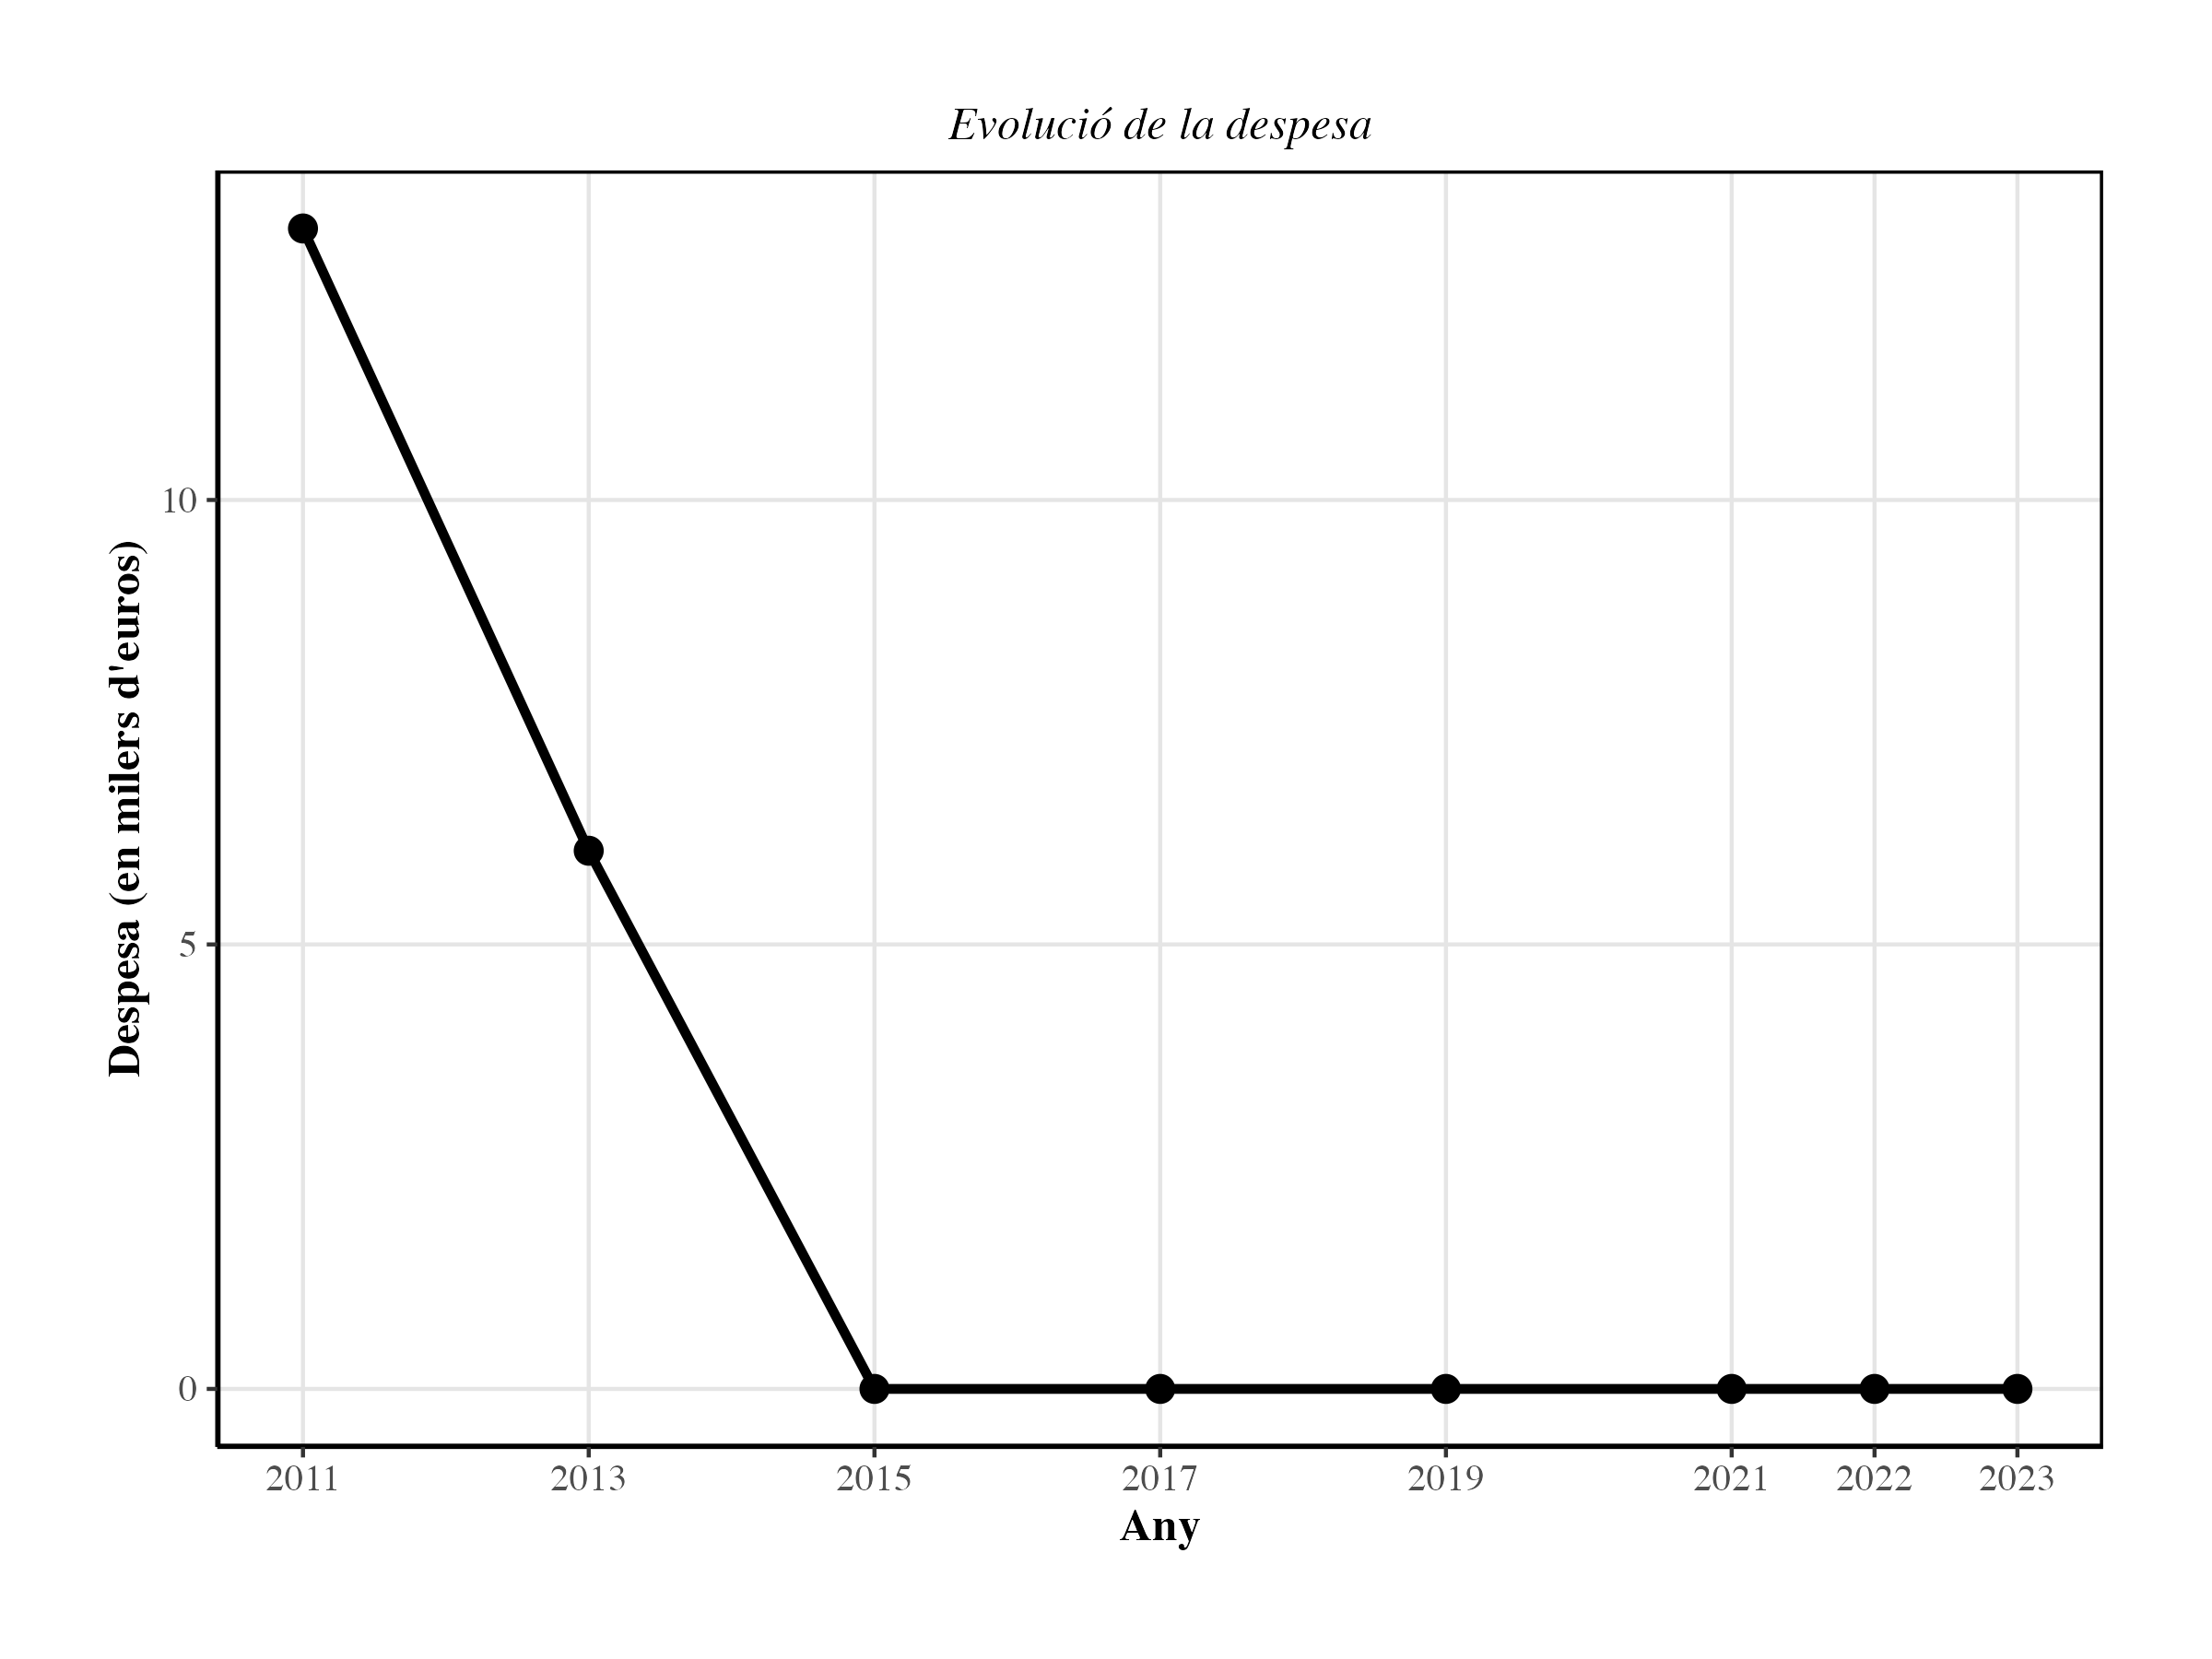 Evolució de la despesa
Despesa (en milers d'euros)
10
5
0
2011 2013 2015 2017 2019 2021 2022 2023
Any